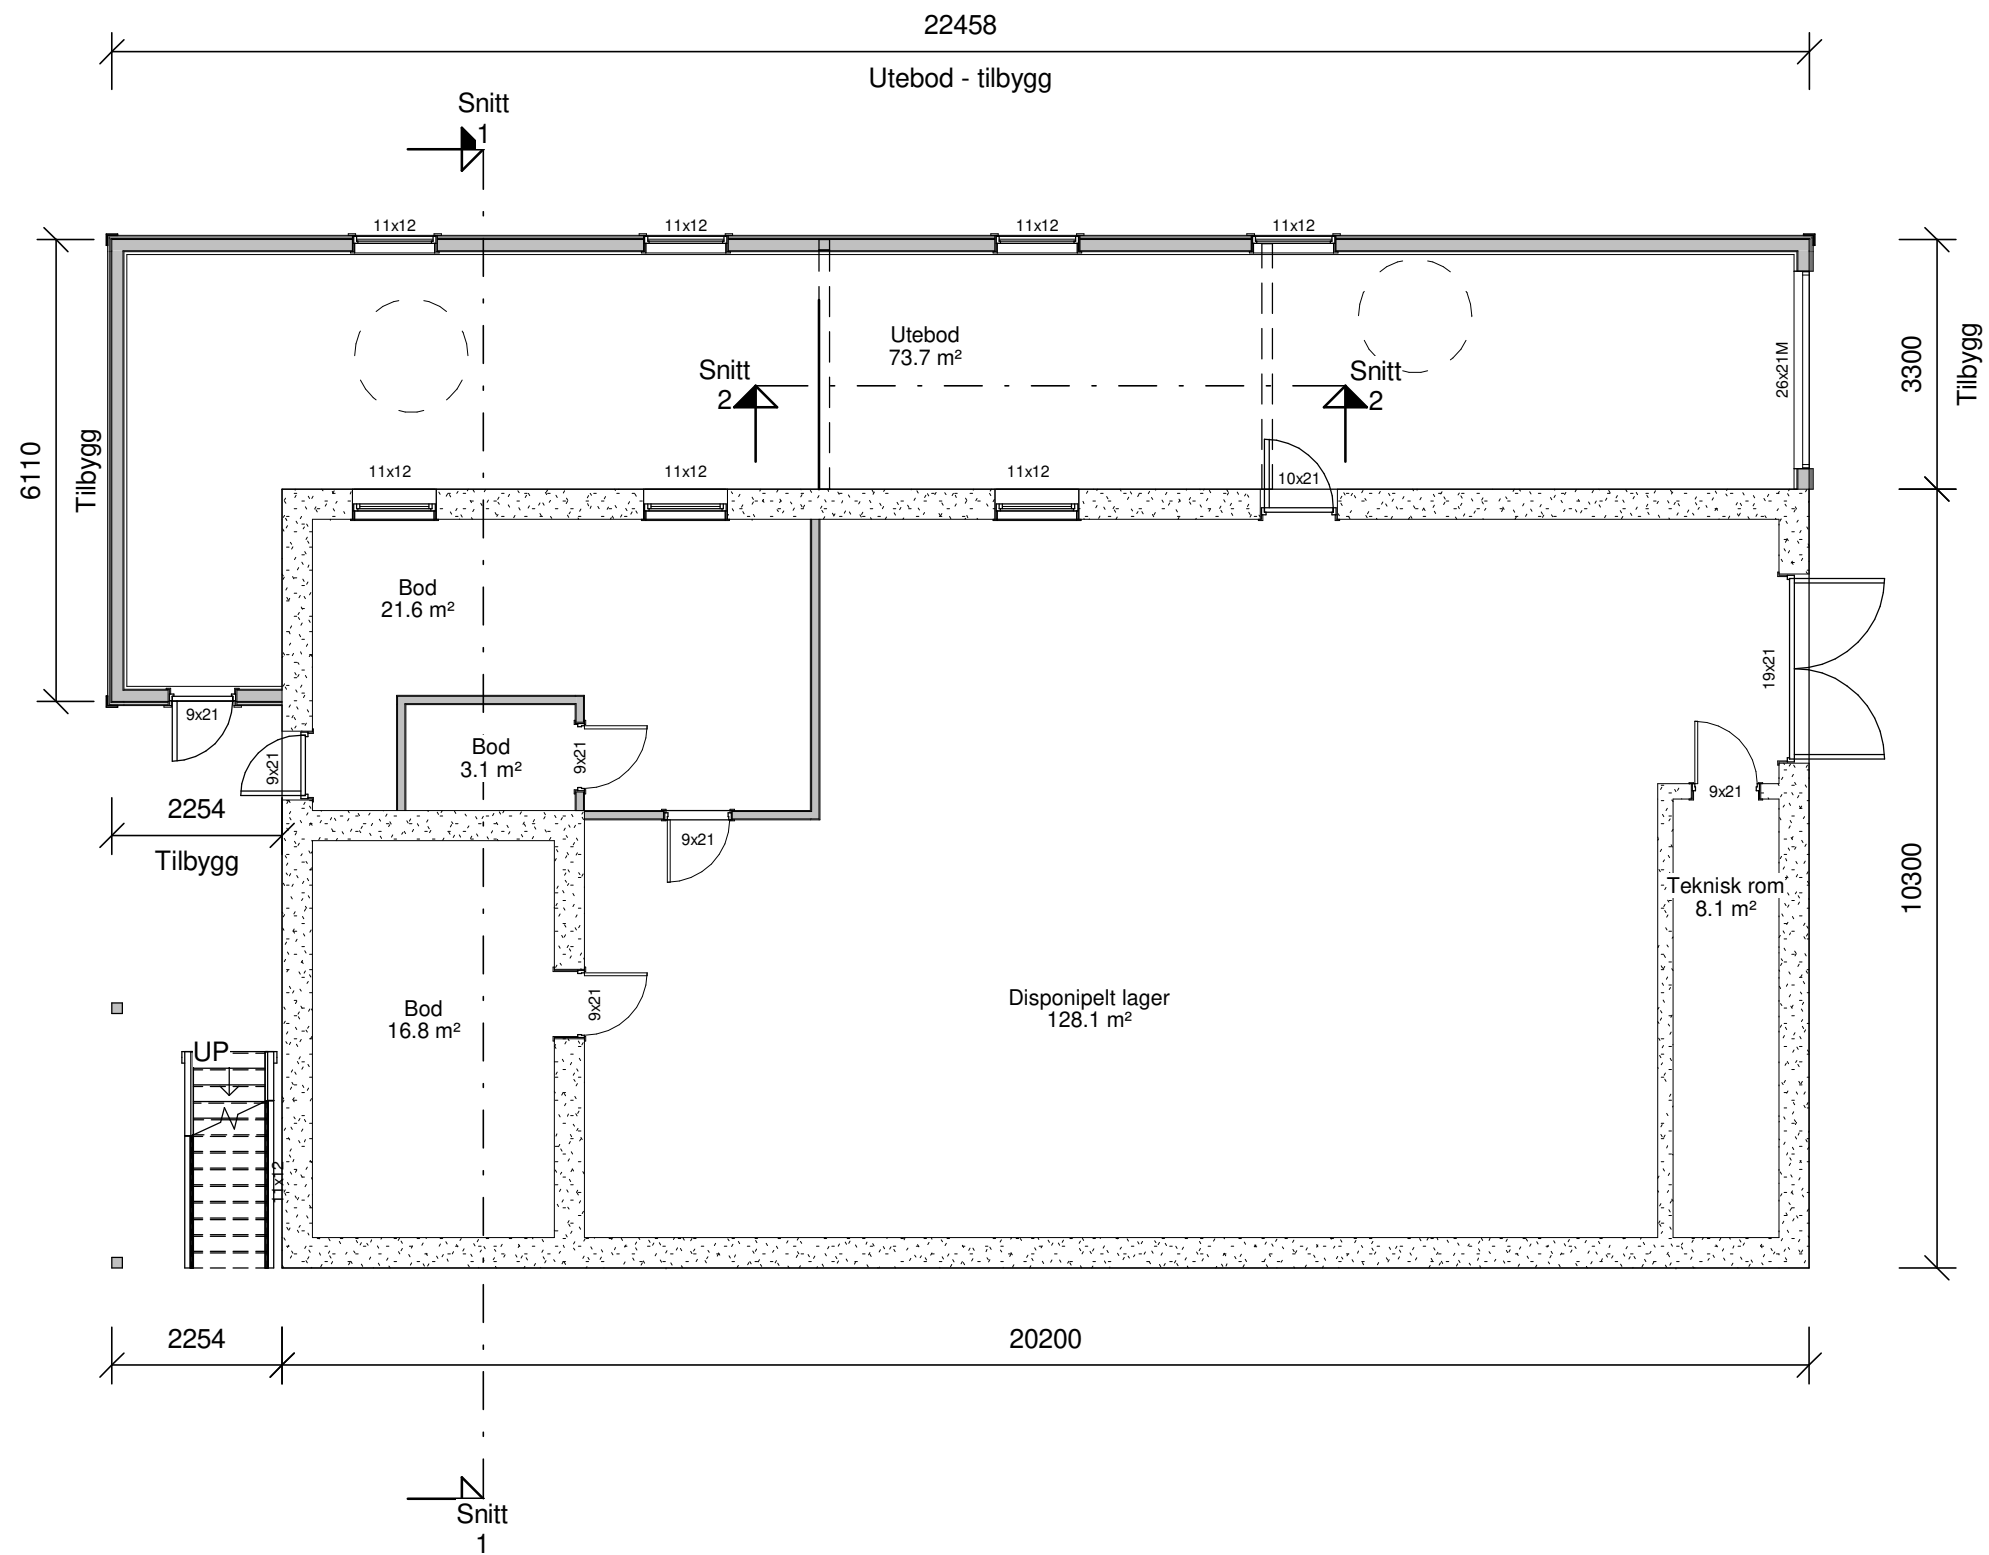 22458
Utebod - tilbygg
Snitt
1
11x12
11x12
11x12
11x12
Utebod
73.7 m²
Snitt
2
Snitt
2
26x21M
3300
Tilbygg
6110
Tilbygg
11x12
11x12
11x12
10x21
Bod
21.6 m²
19x21
9x21
9x21
Bod
3.1 m²
9x21
9x21
2254
Tilbygg
9x21
Teknisk rom
8.1 m²
10300
Bod
16.8 m²
9x21
Disponipelt lager
128.1 m²
UP
11x12
2254
20200
Snitt
1